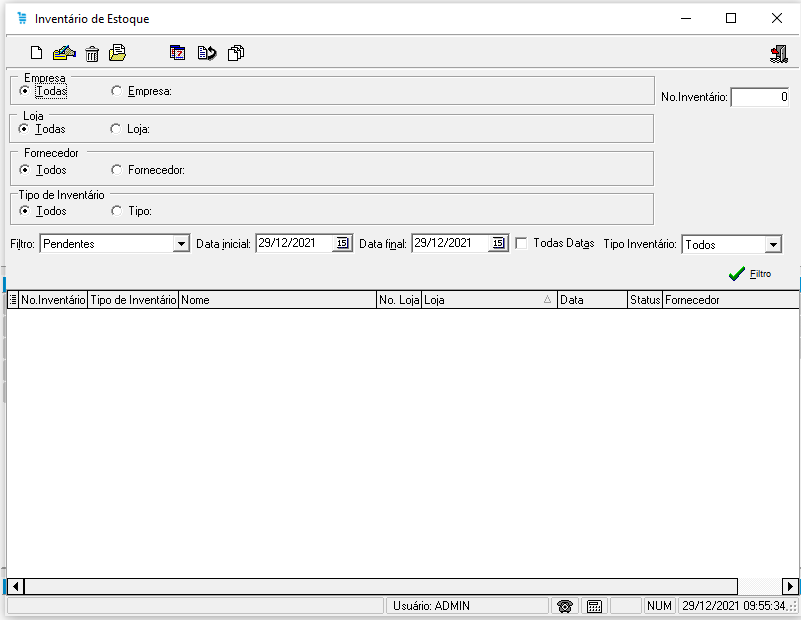 Inventário de Estoque
Empresa
Todas Empresa:
No.Inventário: 0
Loja
Todas Loja:
Fornecedor
Todos Fornecedor:
Tipo de Inventário
Todos Tipo:
Filtro: Pendentes Data inicial: 29/12/2021 15 Data final: 29/12/2021 15 Todas Datas Tipo Inventário: Todos
Filtro
No.Inventário Tipo de Inventário Nome No. Loja Loja Data Status Fornecedor
Usuário: ADMIN NUM 29/12/2021 09:55:34